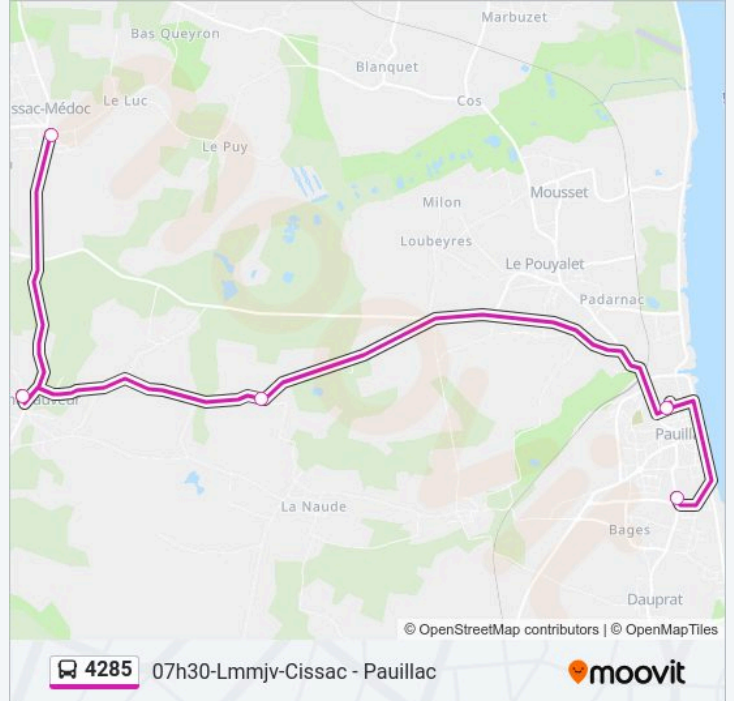 Marbuzet
Bas Queyron
Blanquet
ssac-Médoc
Le Luc
Cos
Le Puy
Mousset
Milon
Loubeyres
Le Pouyalet
Padarnac
Pauill
La Naude
Bages
Dauprat
© OpenStreetMap contributors | © OpenMapTiles
4285 07h30-Lmmjv-Cissac - Pauillac
moovit